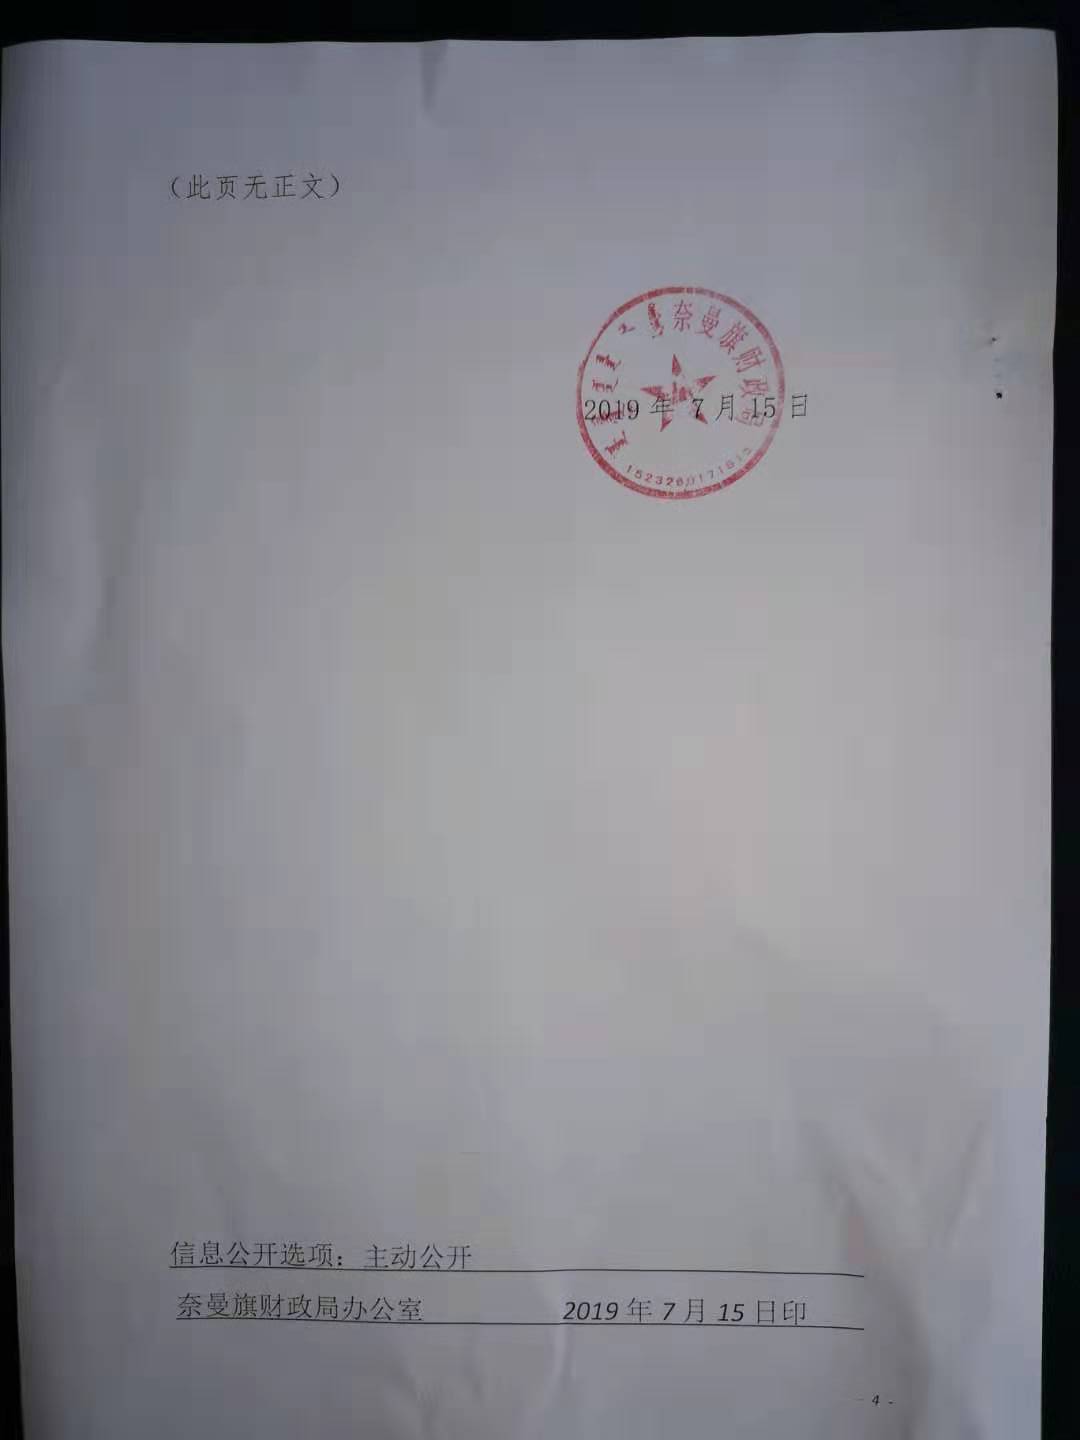 （此页无正文）
奈曼旗财政局
2019 年 7 月 15 日
信息公开选项：主动公开
奈曼旗财政局办公室 2019 年 7 月 15 日印
- 4 -